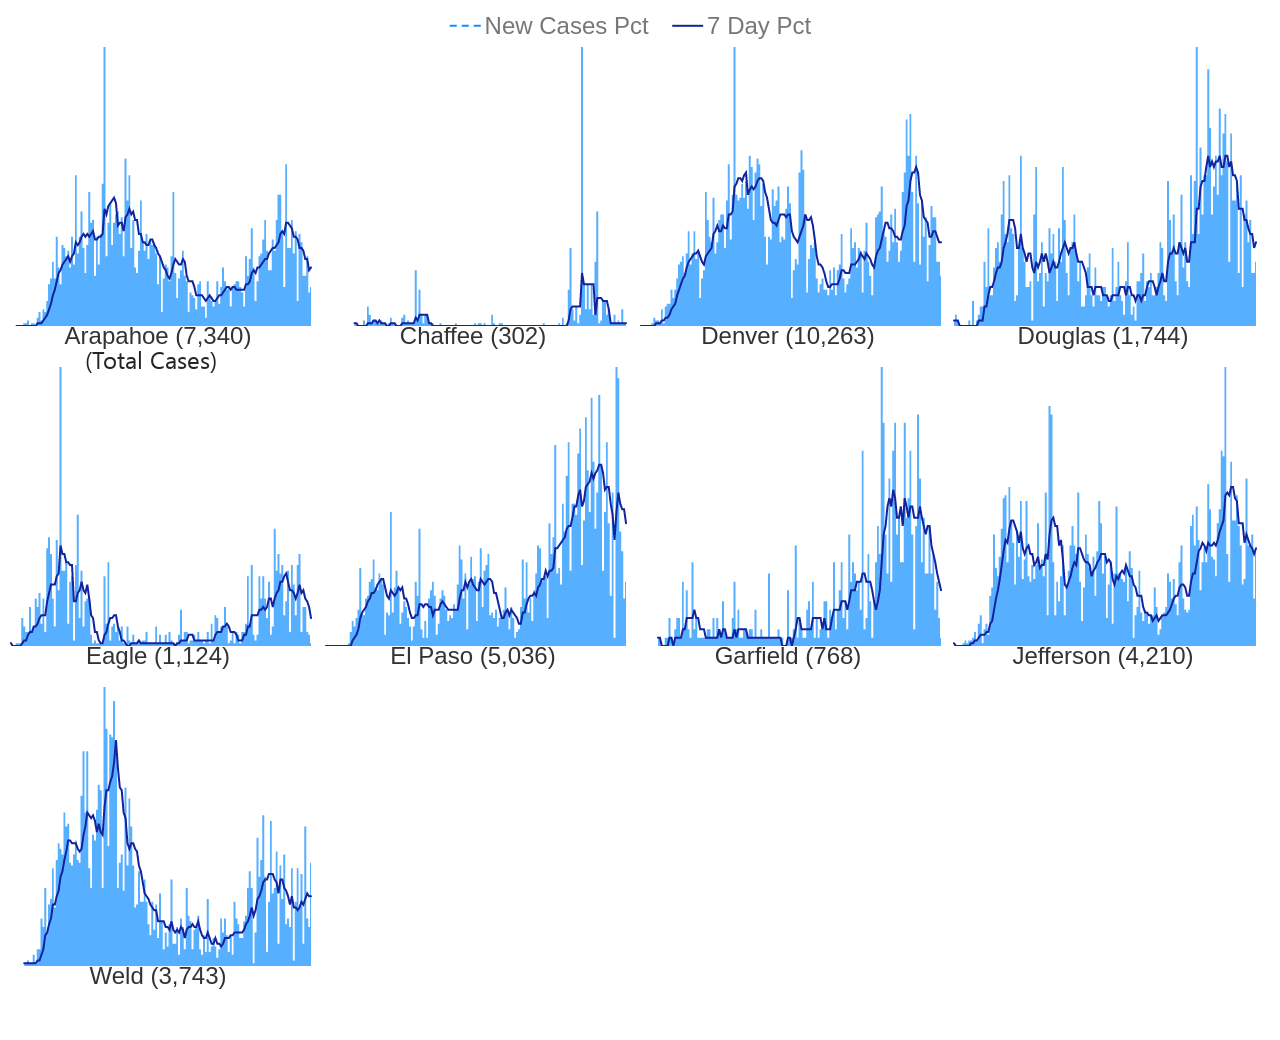 New Cases Pct 7 Day Pct
Arapahoe (7,340) Chaffee (302) Denver (10,263) Douglas (1,744)
(Total Cases)
Eagle (1,124) El Paso (5,036) Garfield (768) Jefferson (4,210)
Weld (3,743)